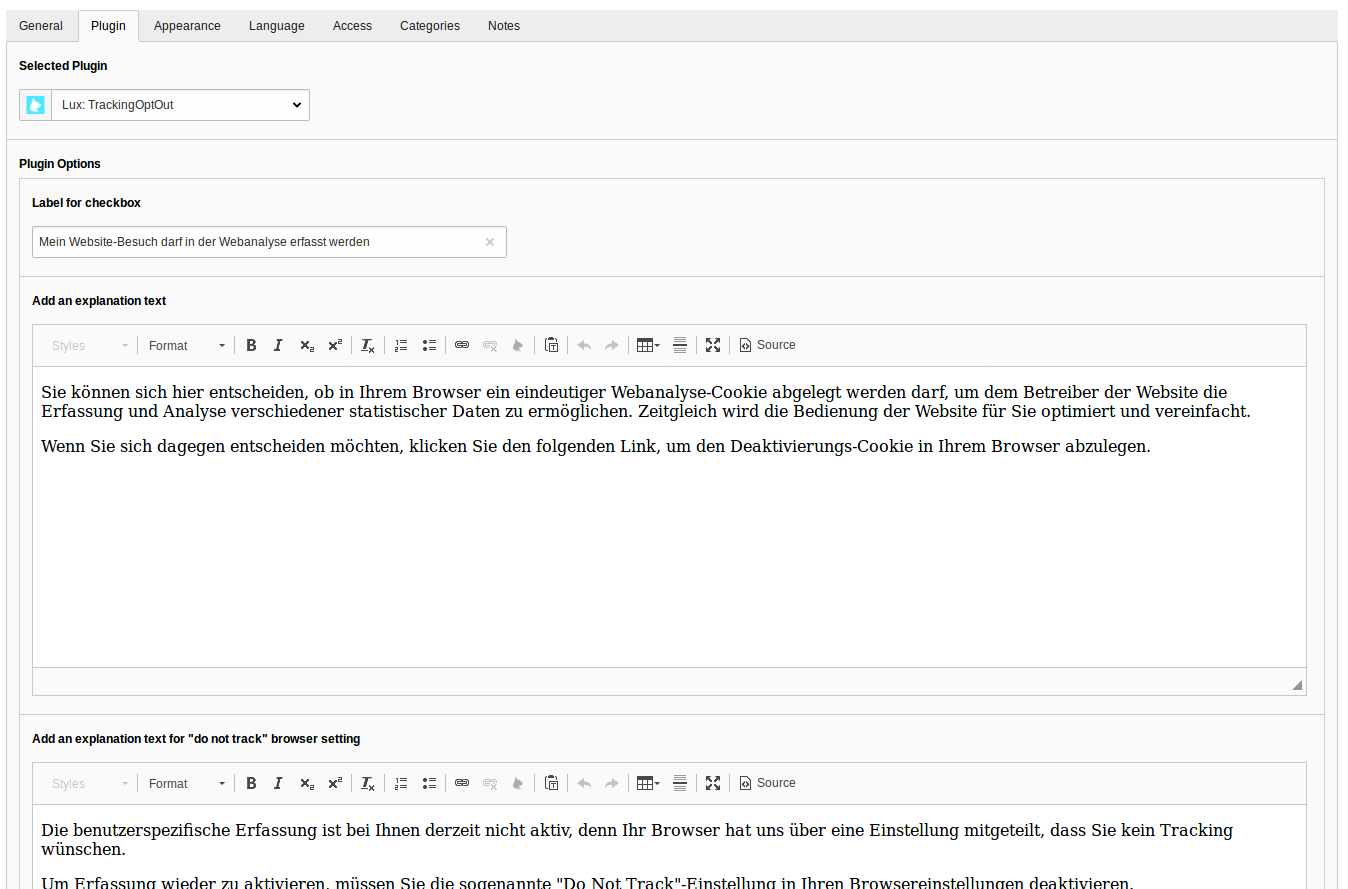 General Plugin Appearance Language Access Categories Notes
Selected Plugin
Lux: TrackingOptOut
Plugin Options
Label for checkbox
Mein Website-Besuch darf in der Webanalyse erfasst werden
Add an explanation text
Styles Format Source
Sie können sich hier entscheiden, ob in Ihrem Browser ein eindeutiger Webanalyse-Cookie abgelegt werden darf, um dem Betreiber der Website die
Erfassung und Analyse verschiedener statistischer Daten zu ermöglichen. Zeitgleich wird die Bedienung der Website für Sie optimiert und vereinfacht.
Wenn Sie sich dagegen entscheiden möchten, klicken Sie den folgenden Link, um den Deaktivierungs-Cookie in Ihrem Browser abzulegen.
Add an explanation text for "do not track" browser setting
Styles Format Source
Die benutzerspezifische Erfassung ist bei Ihnen derzeit nicht aktiv, denn Ihr Browser hat uns über eine Einstellung mitgeteilt, dass Sie kein Tracking
wünschen.
Um Erfassung wieder zu aktivieren, müssen Sie die sogenannte "Do Not Track"-Einstellung in Ihren Browsereinstellungen deaktivieren.